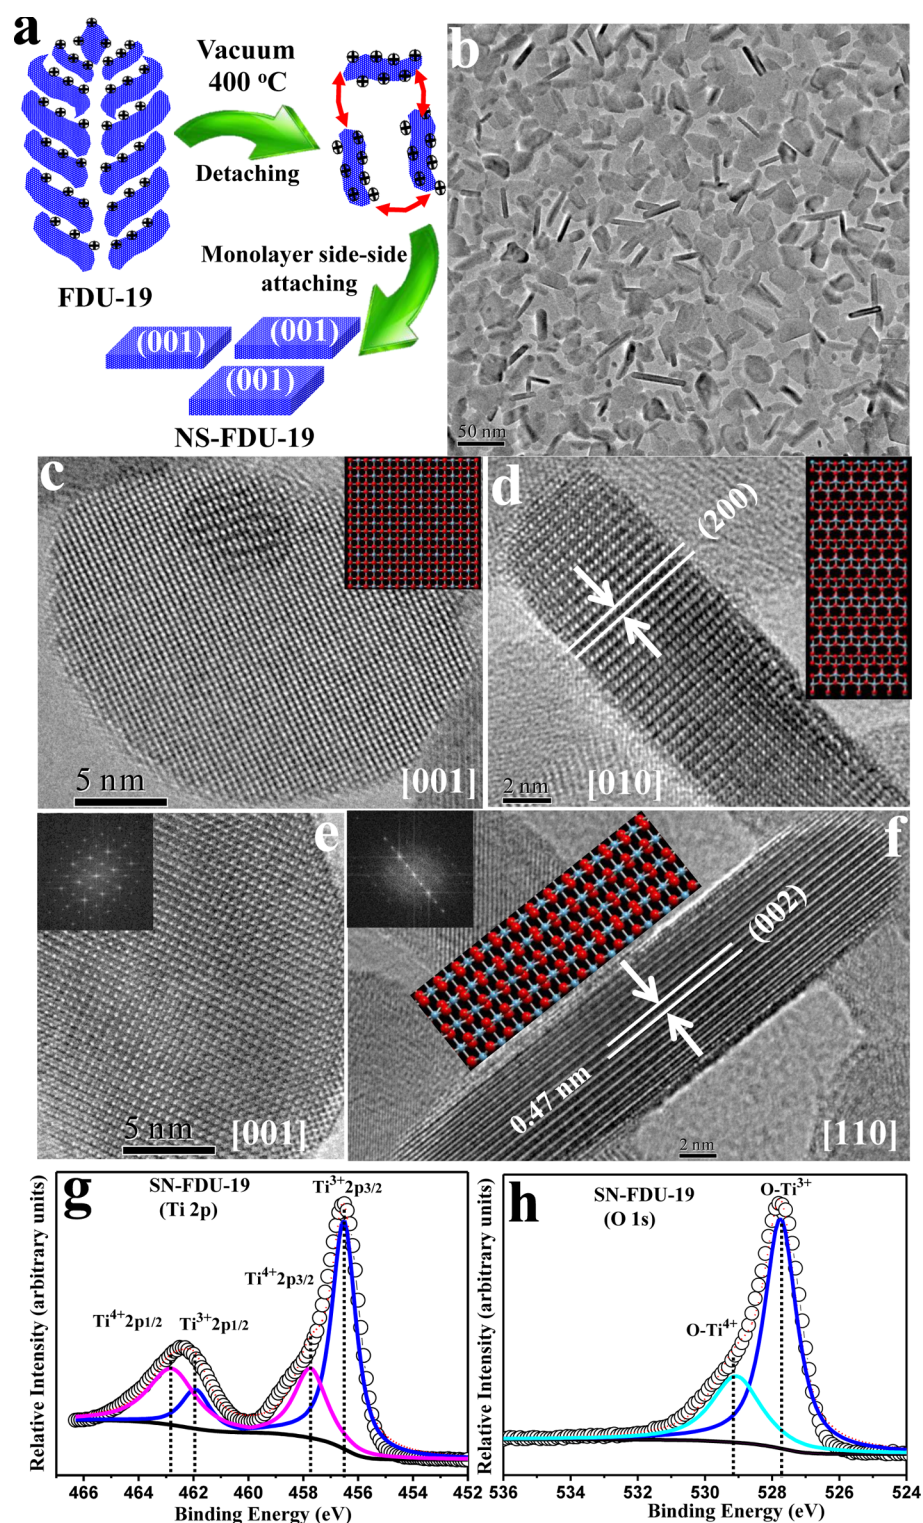 a
Vacuum
400 °C
Detaching
FDU-19
Monolayer side-side
attaching
(001)
(001)
(001)
NS-FDU-19
b
50 nm
c
5 nm
[001]
d
(200)
2 nm
[010]
e
5 nm
[001]
f
(002)
0.47 nm
2 nm
[110]
g
SN-FDU-19
(Ti 2p)
Ti³⁺2p3/2
Ti⁴⁺2p3/2
Ti⁴⁺2p1/2
Ti³⁺2p1/2
Relative Intensity (arbitrary units)
466 464 462 460 458 456 454 452
Binding Energy (eV)
h
SN-FDU-19
(O 1s)
O-Ti³⁺
O-Ti⁴⁺
Relative Intensity (arbitrary units)
536 534 532 530 528 526 524
Binding Energy (eV)